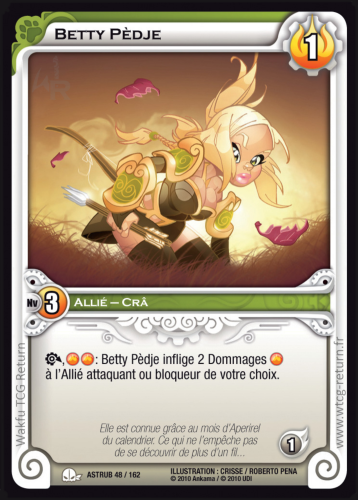 Betty Pèdje
1
Nv
3
Allié – Crâ
: Betty Pèdje inflige 2 Dommages
à l'Allié attaquant ou bloqueur de votre choix.
Elle est connue grâce au mois d'Aperirel
du calendrier. Ce qui ne l'empêche pas
de se découvrir de plus d'un fil...
1
ASTRUB 48 / 162
ILLUSTRATION : CRISSE / ROBERTO PENA
© 2010 Ankama / © 2010 UDI
Wakfu TCG Return
www.wtcg-return.fr